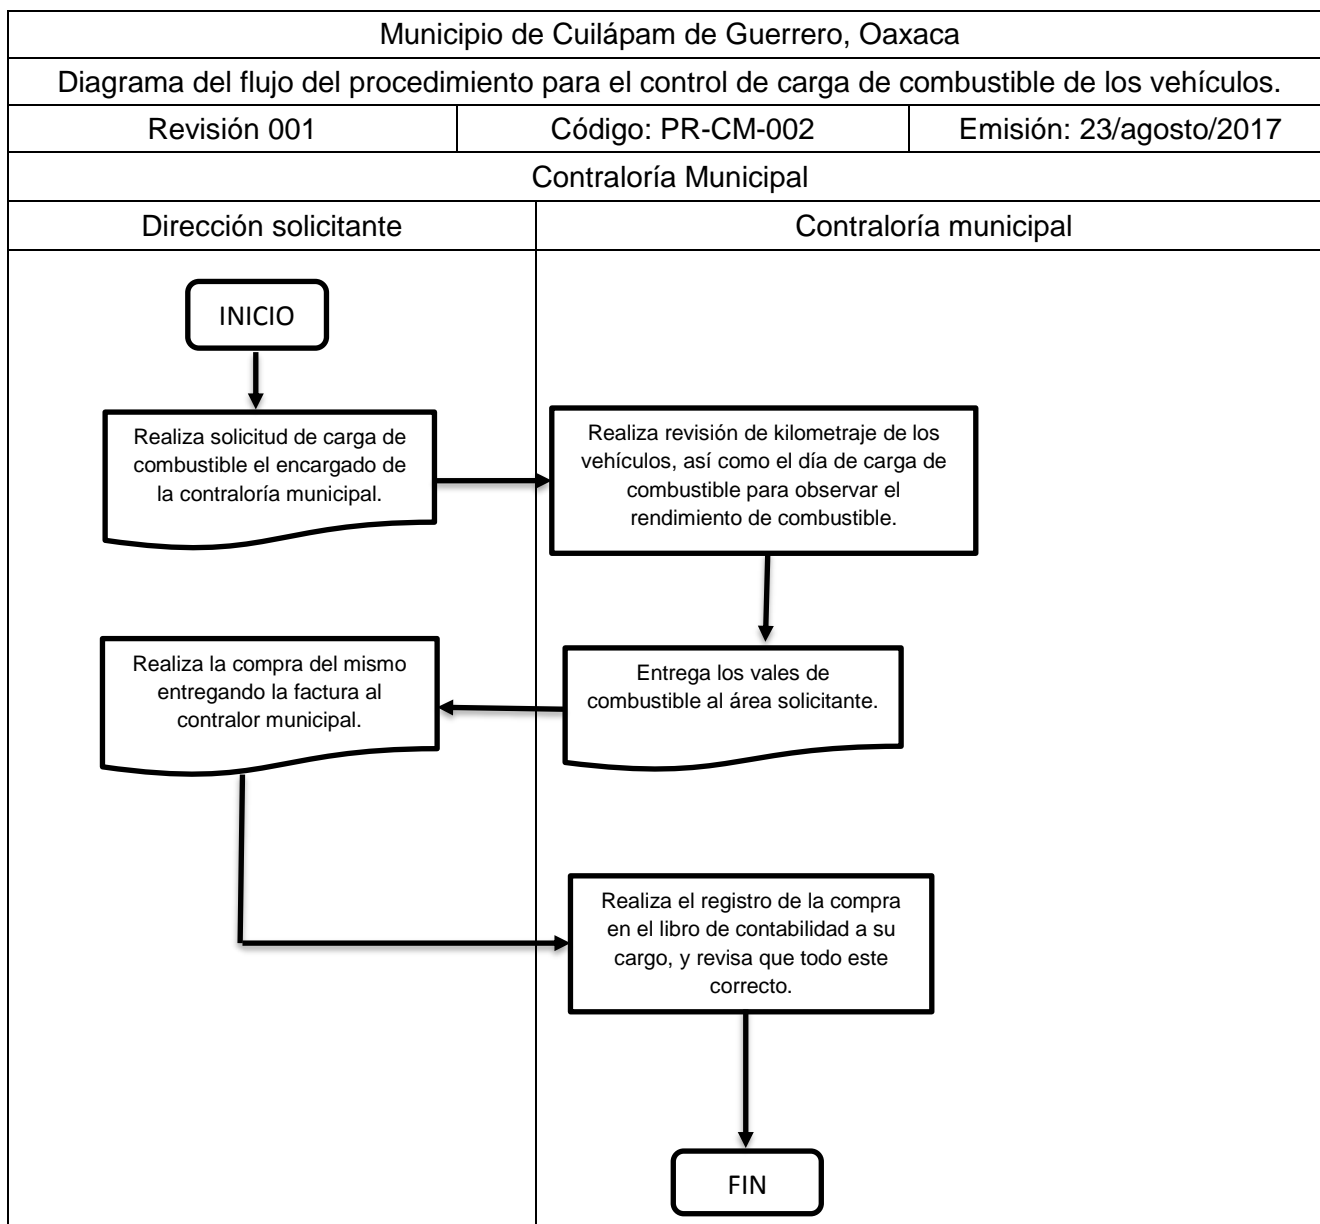 Municipio de Cuilápam de Guerrero, Oaxaca
Diagrama del flujo del procedimiento para el control de carga de combustible de los vehículos.
Revisión 001
Código: PR-CM-002
Emisión: 23/agosto/2017
Contraloría Municipal
Dirección solicitante
Contraloría municipal
INICIO
Realiza solicitud de carga de
combustible el encargado de
la contraloría municipal.
Realiza revisión de kilometraje de los
vehículos, así como el día de carga de
combustible para observar el
rendimiento de combustible.
Entrega los vales de
combustible al área solicitante.
Realiza la compra del mismo
entregando la factura al
contralor municipal.
Realiza el registro de la compra
en el libro de contabilidad a su
cargo, y revisa que todo este
correcto.
FIN